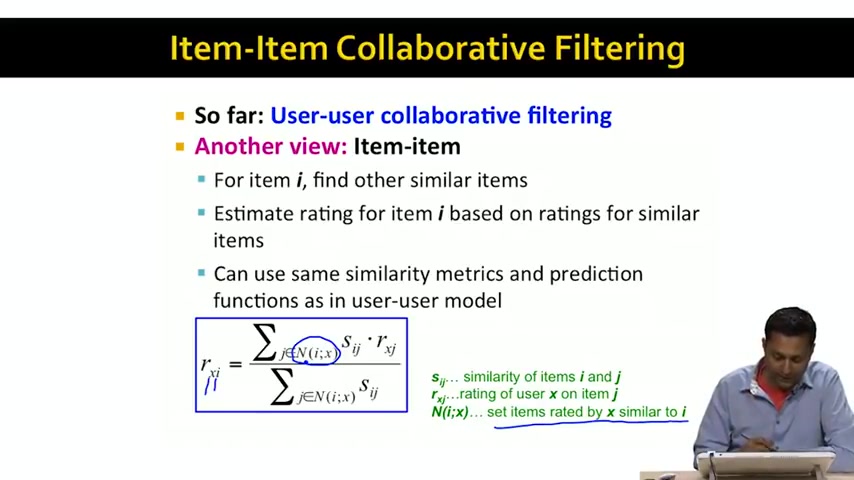 Item-Item Collaborative Filtering
So far: User-user collaborative filtering
Another view: Item-item
For item i, find other similar items
Estimate rating for item i based on ratings for similar
items
Can use same similarity metrics and prediction
functions as in user-user model
r_{xi} = \frac{\sum_{j∈N(i;x)} s_{ij} · r_{xj}}{\sum_{j∈N(i;x)} s_{ij}}
s_{ij}… similarity of items i and j
r_{xj}…rating of user x on item j
N(i;x)… set items rated by x similar to i